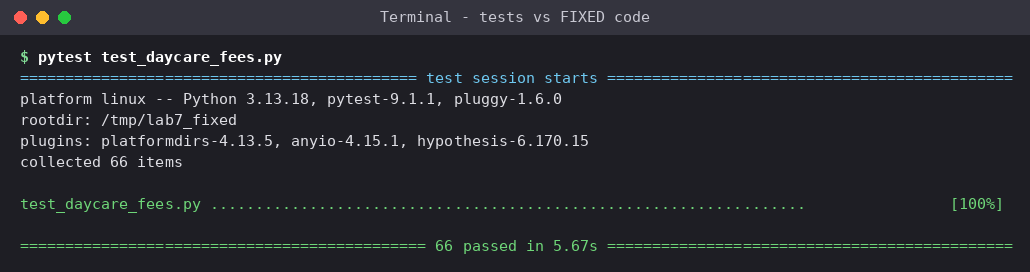 Terminal - tests vs FIXED code
$ pytest test_daycare_fees.py
============================================ test session starts =============================================
platform linux -- Python 3.13.18, pytest-9.1.1, pluggy-1.6.0
rootdir: /tmp/lab7_fixed
plugins: platformdirs-4.13.5, anyio-4.15.1, hypothesis-6.170.15
collected 66 items
test_daycare_fees.py .................................................................. [100%]
============================================= 66 passed in 5.67s =============================================